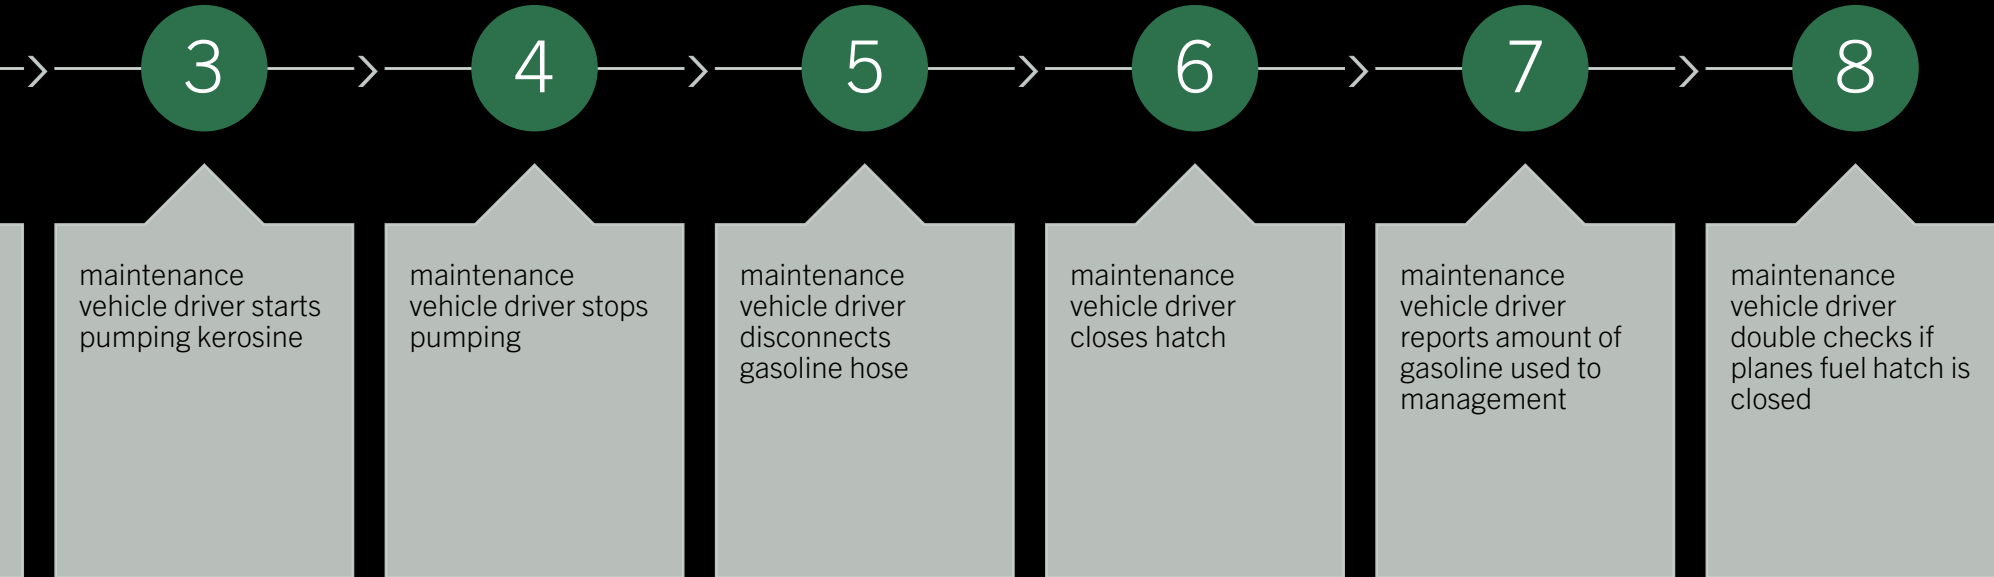 3
4
5
6
7
8
maintenance
vehicle driver starts
pumping kerosine
maintenance
vehicle driver stops
pumping
maintenance
vehicle driver
disconnects
gasoline hose
maintenance
vehicle driver
closes hatch
maintenance
vehicle driver
reports amount of
gasoline used to
management
maintenance
vehicle driver
double checks if
planes fuel hatch is
closed